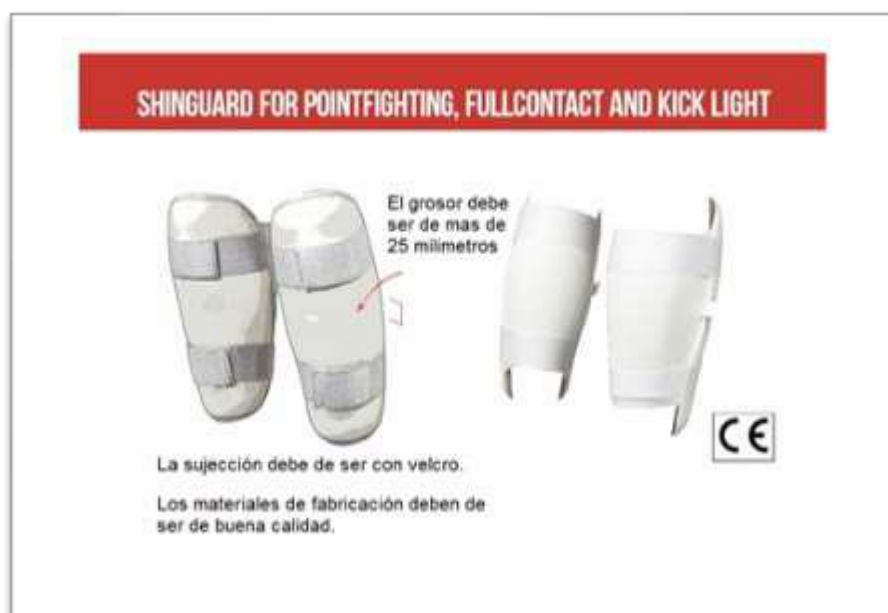 SHINGUARD FOR POINTFIGHTING, FULLCONTACT AND KICK LIGHT
El grosor debe
ser de mas de
25 milimetros
CE
La sujección debe de ser con velcro.
Los materiales de fabricación deben de
ser de buena calidad.